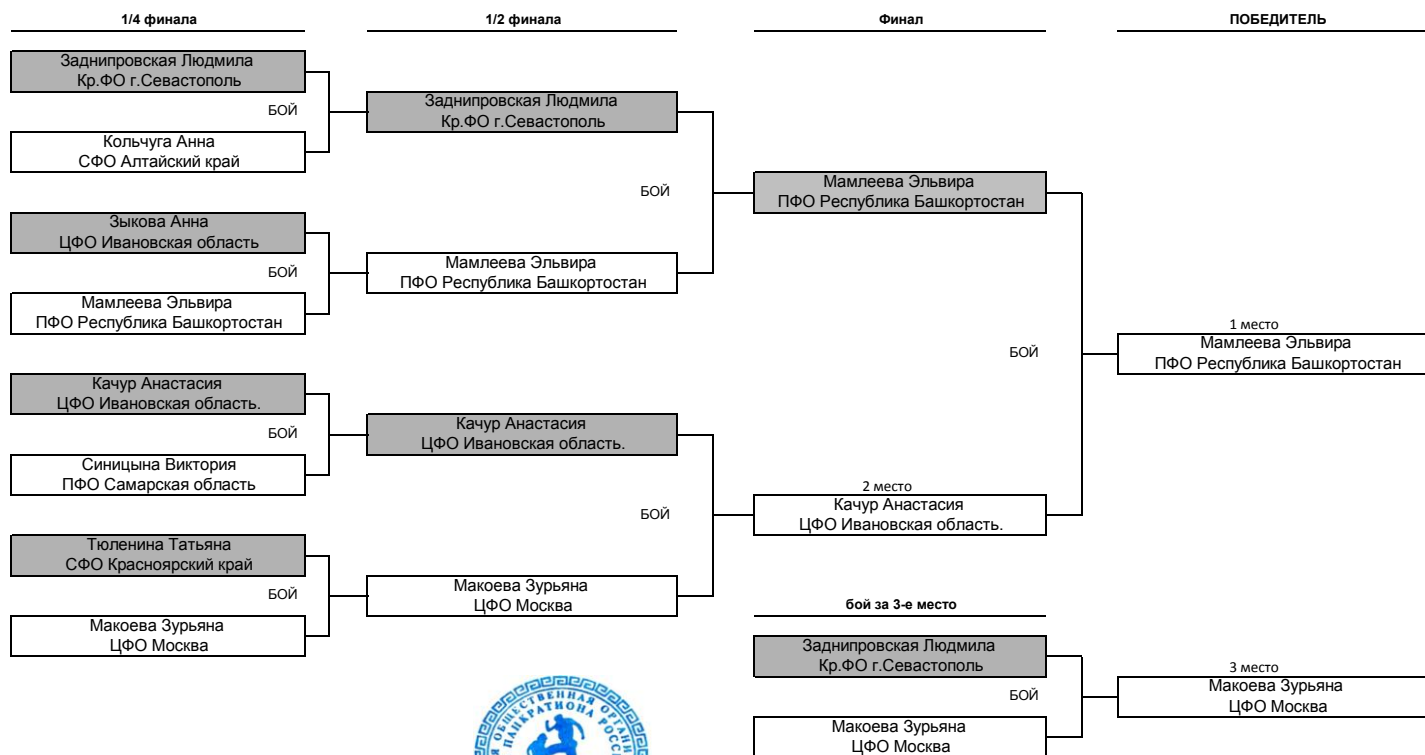 1/4 финала
1/2 финала
Финал
ПОБЕДИТЕЛЬ
Заднипровская Людмила
Кр.ФО г.Севастополь
БОЙ
Кольчуга Анна
СФО Алтайский край
Зыкова Анна
ЦФО Ивановская область
БОЙ
Мамлеева Эльвира
ПФО Республика Башкортостан
Качур Анастасия
ЦФО Ивановская область.
БОЙ
Синицына Виктория
ПФО Самарская область
Тюленина Татьяна
СФО Красноярский край
БОЙ
Макоева Зурьяна
ЦФО Москва
Заднипровская Людмила
Кр.ФО г.Севастополь
БОЙ
Мамлеева Эльвира
ПФО Республика Башкортостан
Качур Анастасия
ЦФО Ивановская область.
БОЙ
Макоева Зурьяна
ЦФО Москва
Мамлеева Эльвира
ПФО Республика Башкортостан
БОЙ
2 место
Качур Анастасия
ЦФО Ивановская область.
1 место
Мамлеева Эльвира
ПФО Республика Башкортостан
бой за 3-е место
Заднипровская Людмила
Кр.ФО г.Севастополь
БОЙ
Макоева Зурьяна
ЦФО Москва
3 место
Макоева Зурьяна
ЦФО Москва
ОБЩЕСТВЕННАЯ
ПАНКРАТИОНА